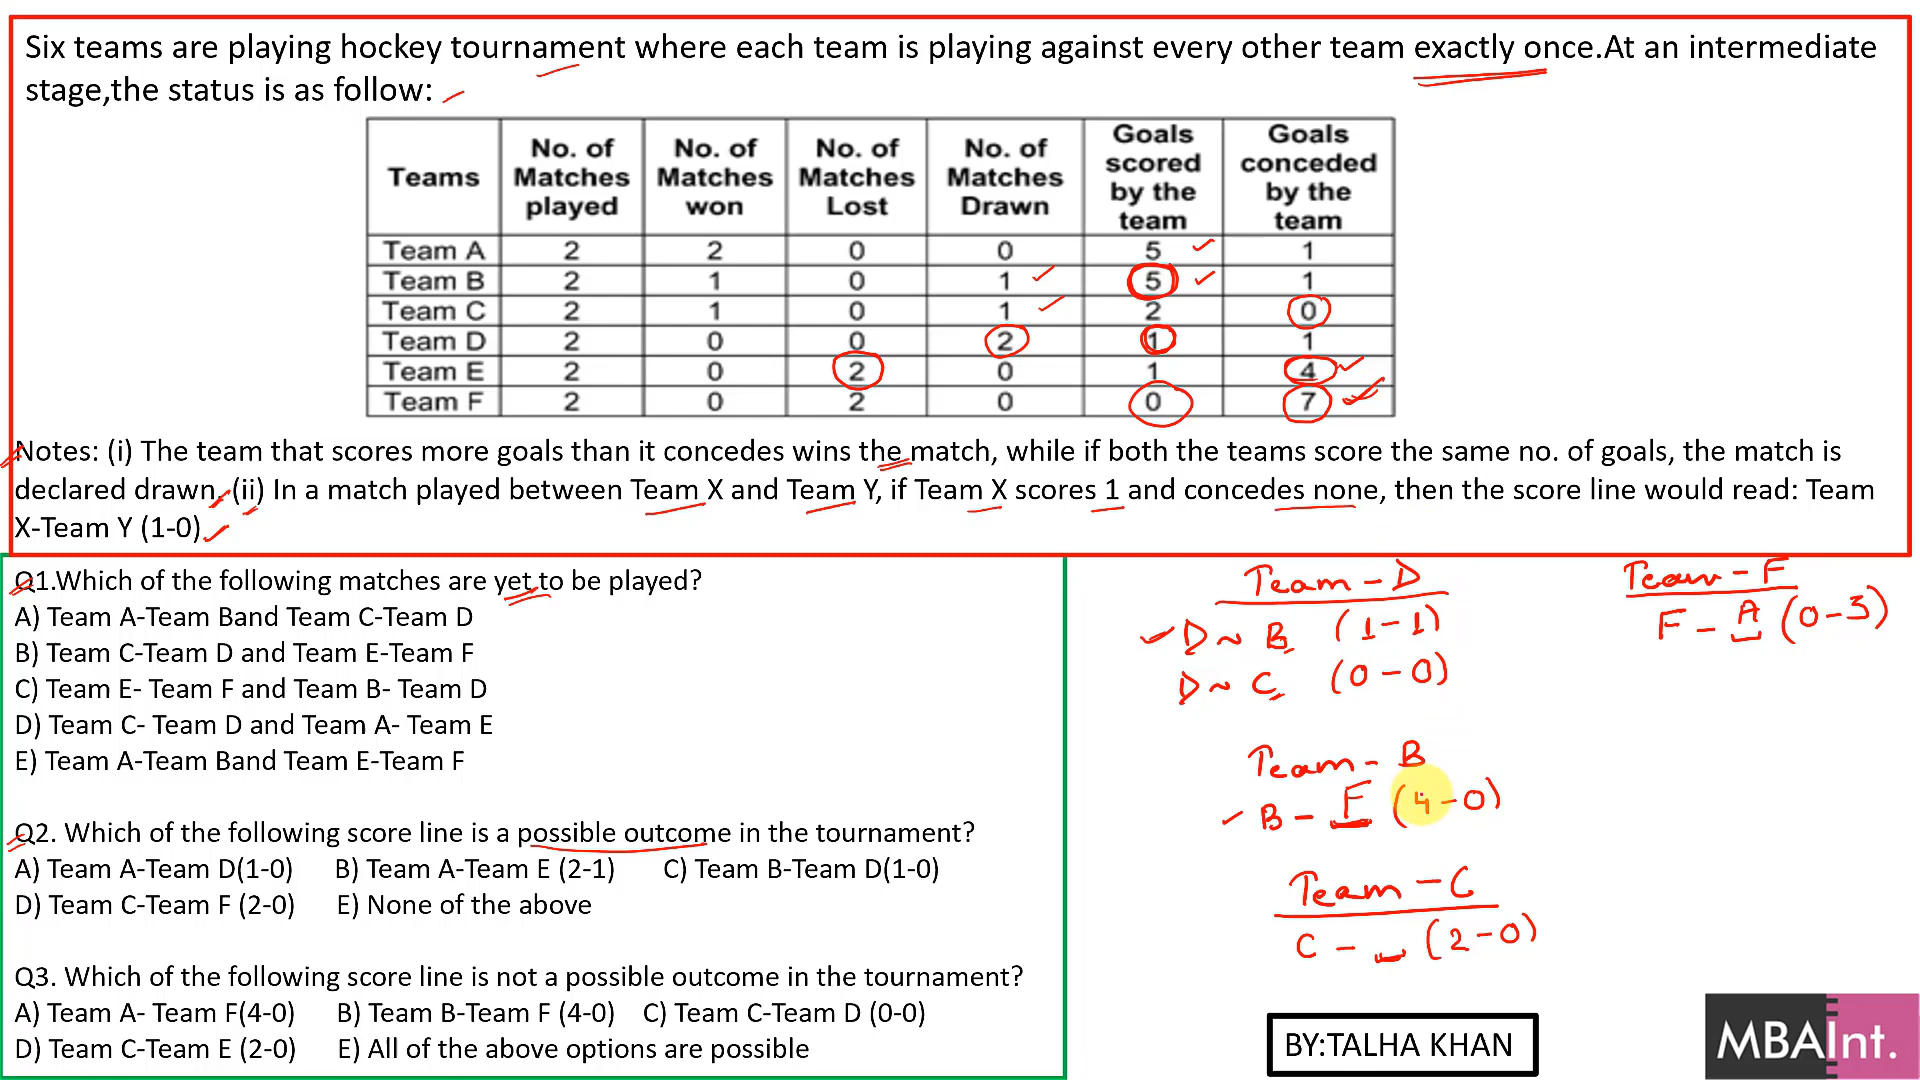 Six teams are playing hockey tournament where each team is playing against every other team exactly once.At an intermediate
stage,the status is as follow:
Teams No. of Matches played No. of Matches won No. of Matches Lost No. of Matches Drawn Goals scored by the team Goals conceded by the team
Team A 2 2 0 0 5 1
Team B 2 1 0 1 5 1
Team C 2 1 0 1 2 0
Team D 2 0 0 2 1 1
Team E 2 0 2 0 1 4
Team F 2 0 2 0 0 7
Notes: (i) The team that scores more goals than it concedes wins the match, while if both the teams score the same no. of goals, the match is
declared drawn. (ii) In a match played between Team X and Team Y, if Team X scores 1 and concedes none, then the score line would read: Team
X-Team Y (1-0)
Q1.Which of the following matches are yet to be played?
A) Team A-Team Band Team C-Team D
B) Team C-Team D and Team E-Team F
C) Team E- Team F and Team B- Team D
D) Team C- Team D and Team A- Team E
E) Team A-Team Band Team E-Team F
Q2. Which of the following score line is a possible outcome in the tournament?
A) Team A-Team D(1-0) B) Team A-Team E (2-1) C) Team B-Team D(1-0)
D) Team C-Team F (2-0) E) None of the above
Q3. Which of the following score line is not a possible outcome in the tournament?
A) Team A- Team F(4-0) B) Team B-Team F (4-0) C) Team C-Team D (0-0)
D) Team C-Team E (2-0) E) All of the above options are possible
Team - D
D ~ B (1-1)
D ~ C (0-0)
Team - F
F - A (0-3)
Team - B
B - F (4-0)
Team - C
C - _ (2-0)
BY:TALHA KHAN
MBAInt.